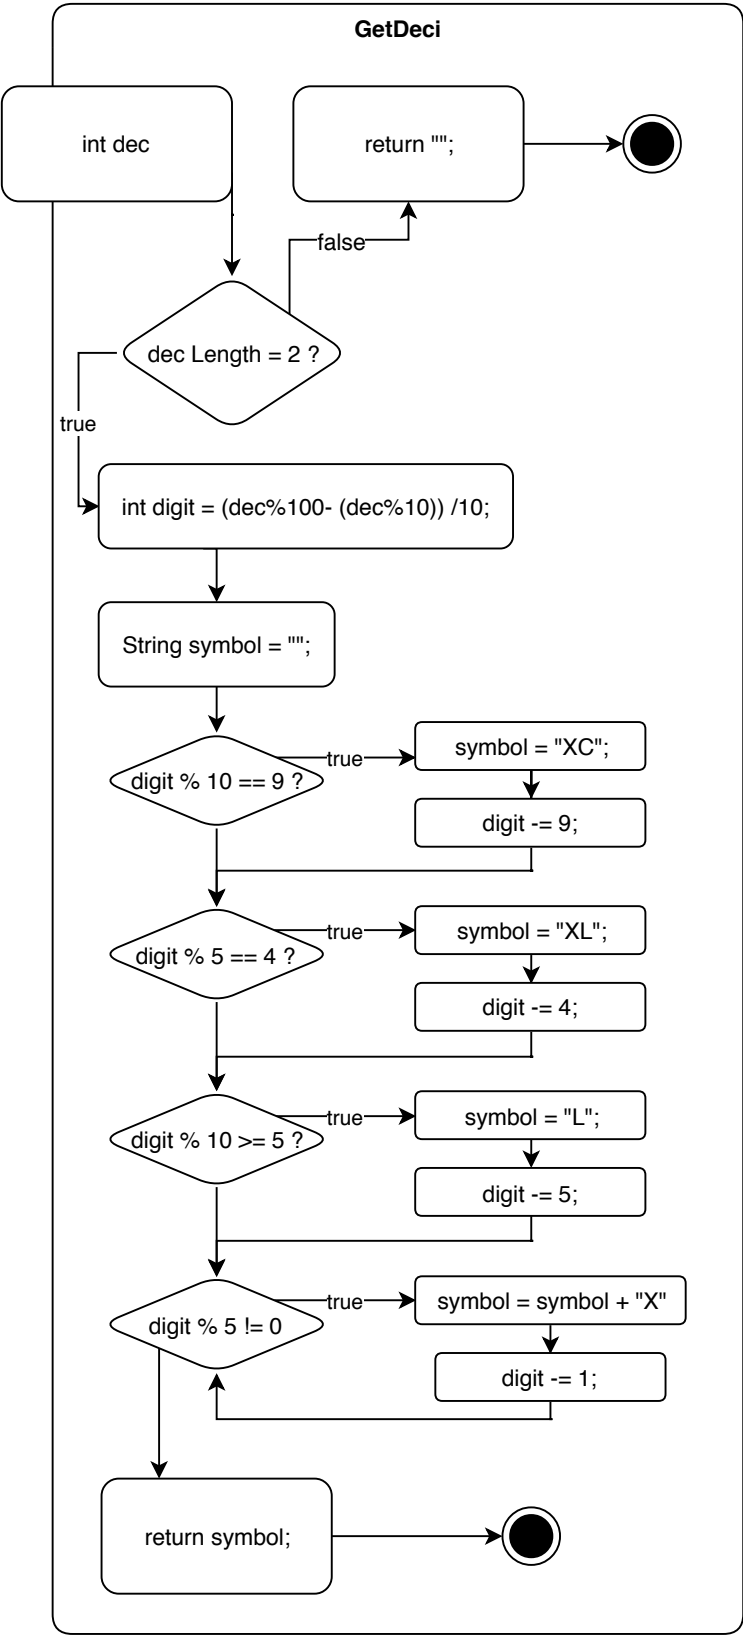 GetDeci
int dec
return "";
false
dec Length = 2 ?
true
int digit = (dec%100- (dec%10)) /10;
String symbol = "";
digit % 10 == 9 ?
true
symbol = "XC";
digit -= 9;
digit % 5 == 4 ?
true
symbol = "XL";
digit -= 4;
digit % 10 >= 5 ?
true
symbol = "L";
digit -= 5;
digit % 5 != 0
true
symbol = symbol + "X"
digit -= 1;
return symbol;